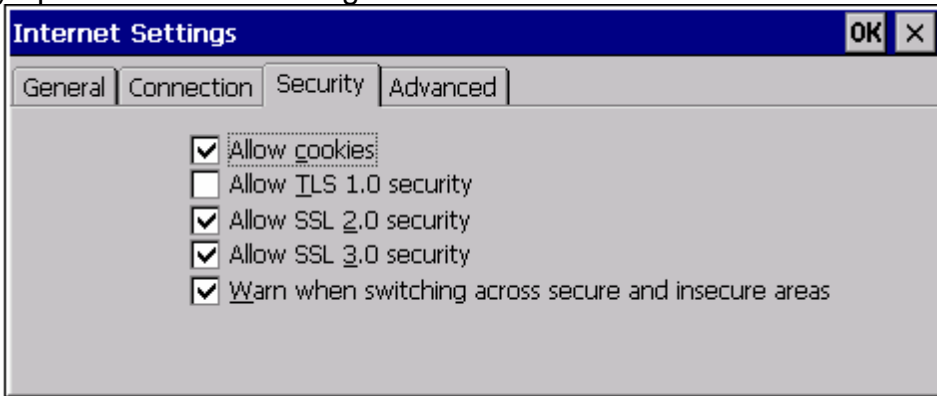 Internet Settings OK ×
General Connection Security Advanced
Allow cookies
Allow TLS 1.0 security
Allow SSL 2.0 security
Allow SSL 3.0 security
Warn when switching across secure and insecure areas